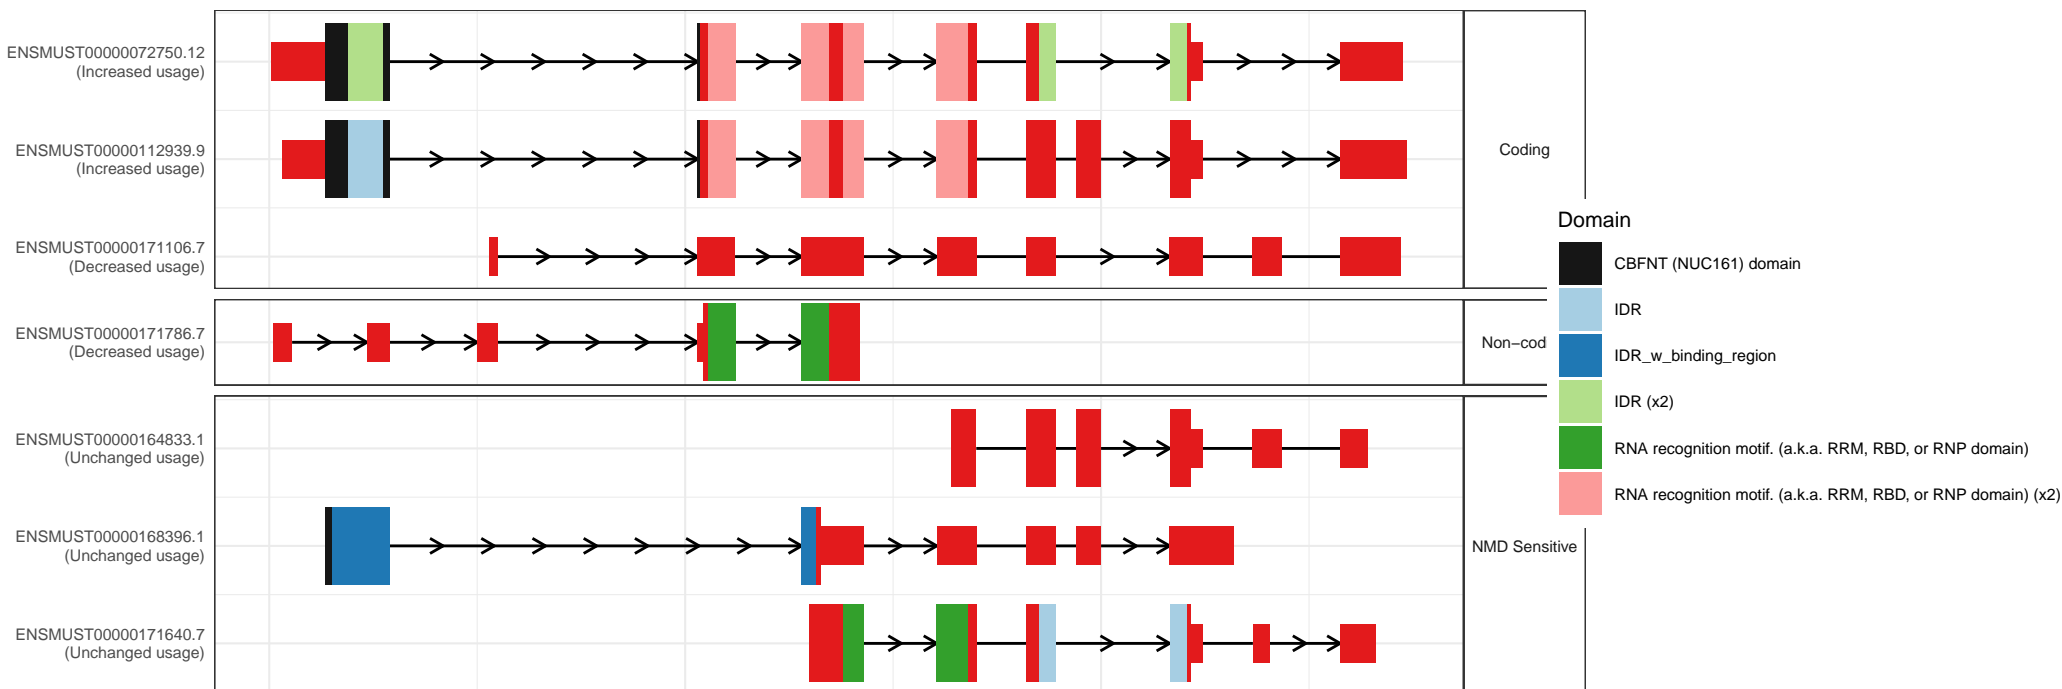 ENSMUST00000072750.12
(Increased usage)
ENSMUST00000112939.9
(Increased usage)
ENSMUST00000171106.7
(Decreased usage)
ENSMUST00000171786.7
(Decreased usage)
ENSMUST00000164833.1
(Unchanged usage)
ENSMUST00000168396.1
(Unchanged usage)
ENSMUST00000171640.7
(Unchanged usage)
Coding
Non−cod
NMD Sensitive
Domain
CBFNT (NUC161) domain
IDR
IDR_w_binding_region
IDR (x2)
RNA recognition motif. (a.k.a. RRM, RBD, or RNP domain)
RNA recognition motif. (a.k.a. RRM, RBD, or RNP domain) (x2)